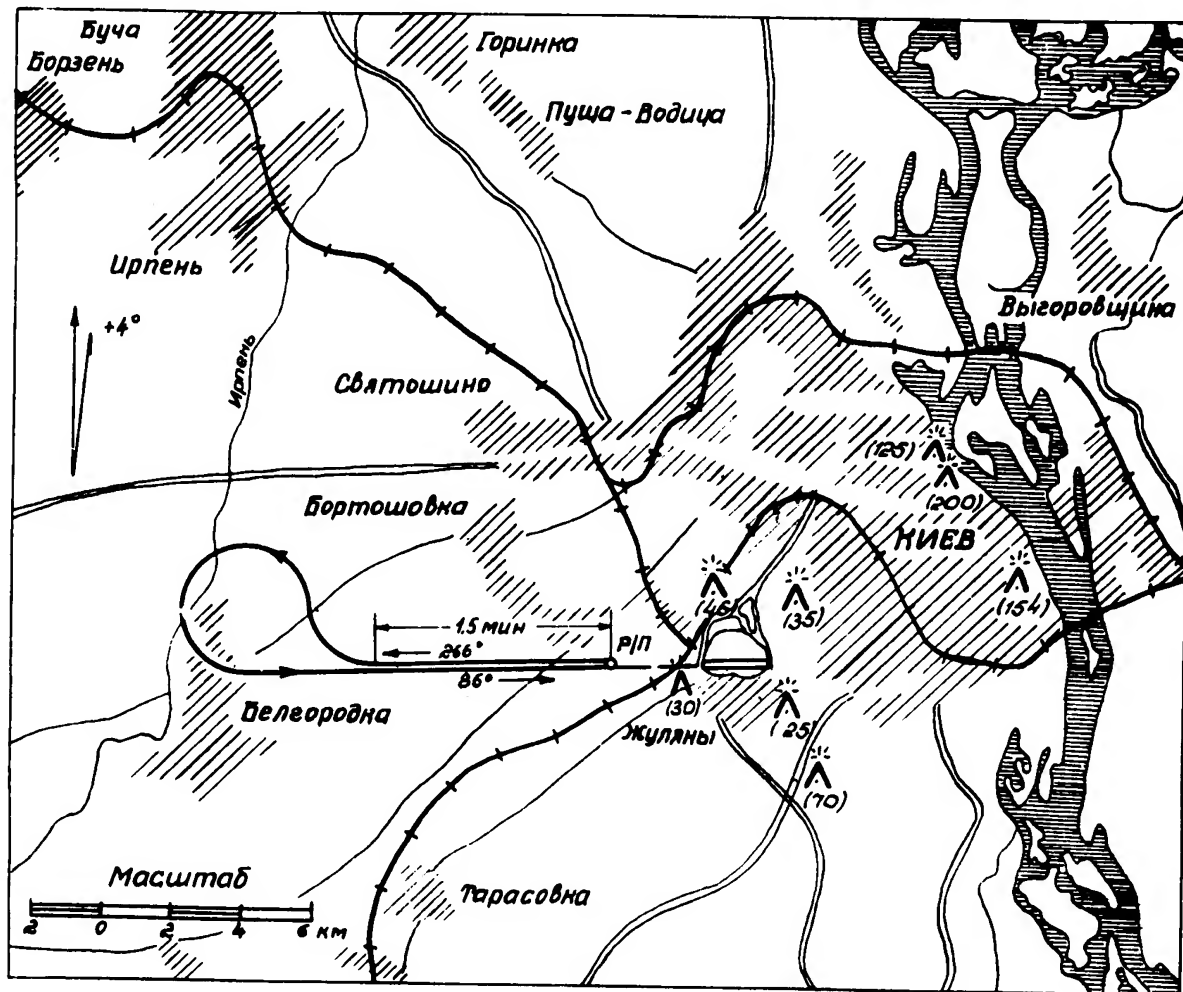 Буча
Борзень
Горинка
Пуща-Водица
Ирпень
+4°
Ирпень
Выгоровщина
Святошино
(125)
(200)
Бортошовка
КИЕВ
(46)
(35)
(154)
1.5 мин
Р/П
266°
86°
Белгородка
(30)
(25)
Жуляны
(70)
Масштаб
Тарасовка
2 0 2 4 6 км